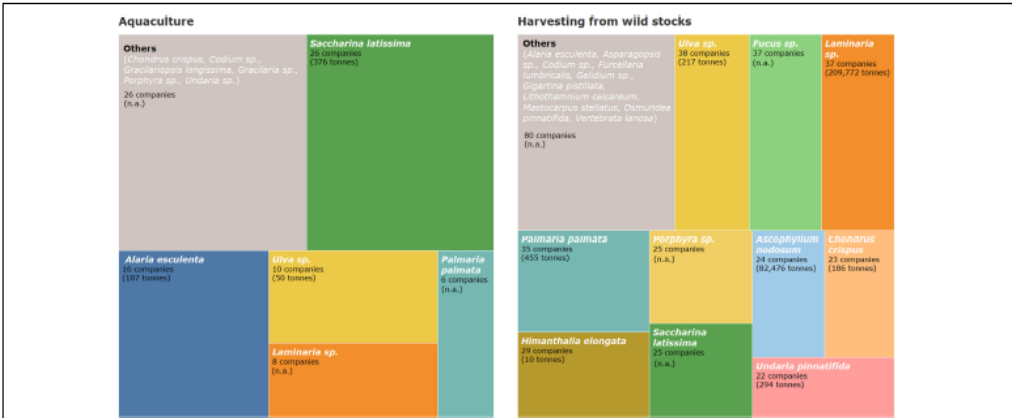 Aquaculture
Others
(Chondrus crispus, Codium sp.,
Gracilariopsis longissima, Gracilaria sp.,
Porphyra sp., Undaria sp.)
26 companies
(n.a.)
Saccharina latissima
26 companies
(376 tonnes)
Alaria esculenta
16 companies
(107 tonnes)
Ulva sp.
10 companies
(50 tonnes)
Palmaria
palmata
6 companies
(n.a.)
Laminaria sp.
8 companies
(n.a.)
Harvesting from wild stocks
Others
(Alaria esculenta, Asparagopsis
sp., Codium sp., Furcellaria
lumbricalis, Gelidium sp.,
Gigartina pistillata,
Lithothamnium calcareum,
Mastocarpus stellatus, Osmundea
pinnatifida, Vertebrata lanosa)
80 companies
(n.a.)
Ulva sp.
38 companies
(217 tonnes)
Fucus sp.
37 companies
(n.a.)
Laminaria
sp.
37 companies
(209,772 tonnes)
Palmaria palmata
35 companies
(455 tonnes)
Porphyra sp.
25 companies
(n.a.)
Ascophyllum
nodosum
24 companies
(82,476 tonnes)
Chondrus
crispus
23 companies
(186 tonnes)
Himanthalia elongata
29 companies
(10 tonnes)
Saccharina
latissima
25 companies
(n.a.)
Undaria pinnatifida
22 companies
(294 tonnes)